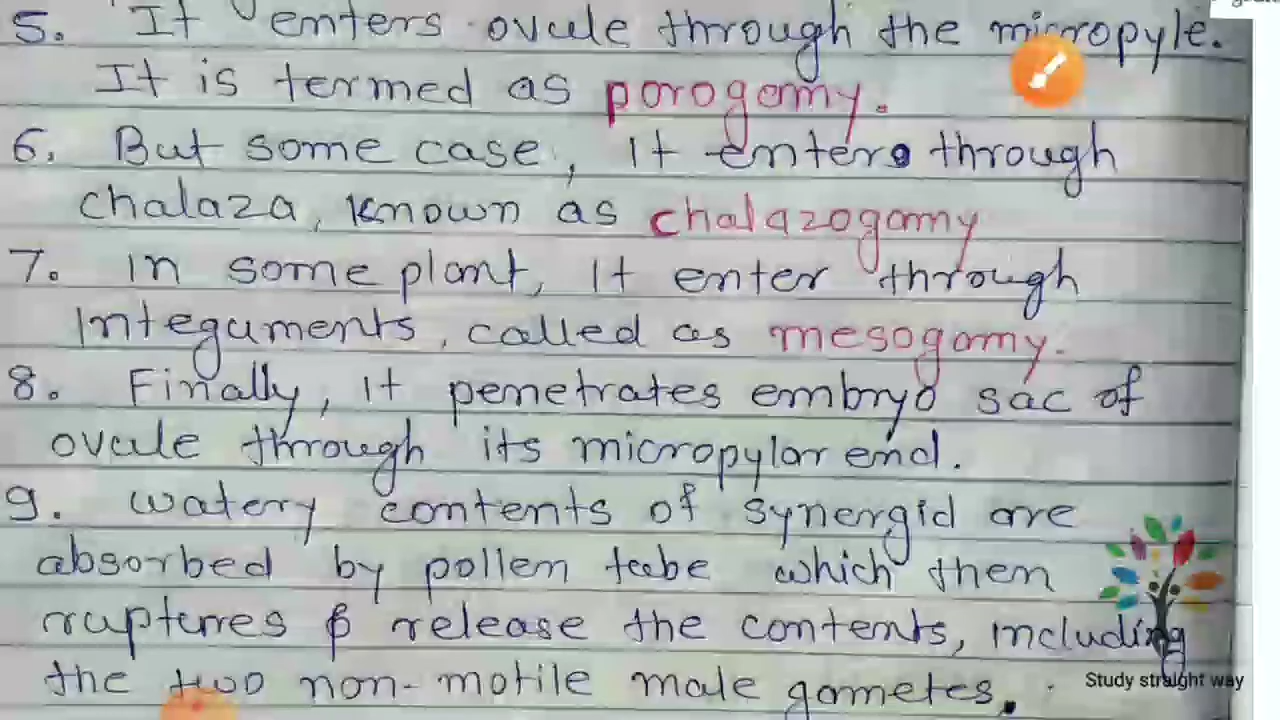 5. It enters ovule through the micropyle.
It is termed as porogamy.
6. But some case, It enters through
chalaza, known as chalazogamy
7. In some plant, It enter through
Integuments, called as mesogamy.
8. Finally, it penetrates embryo sac of
ovule through its micropylar end.
9. watery contents of synergid are
absorbed by pollen tube which then
ruptures & release the contents, including
the two non-motile male gametes.
Study straight way